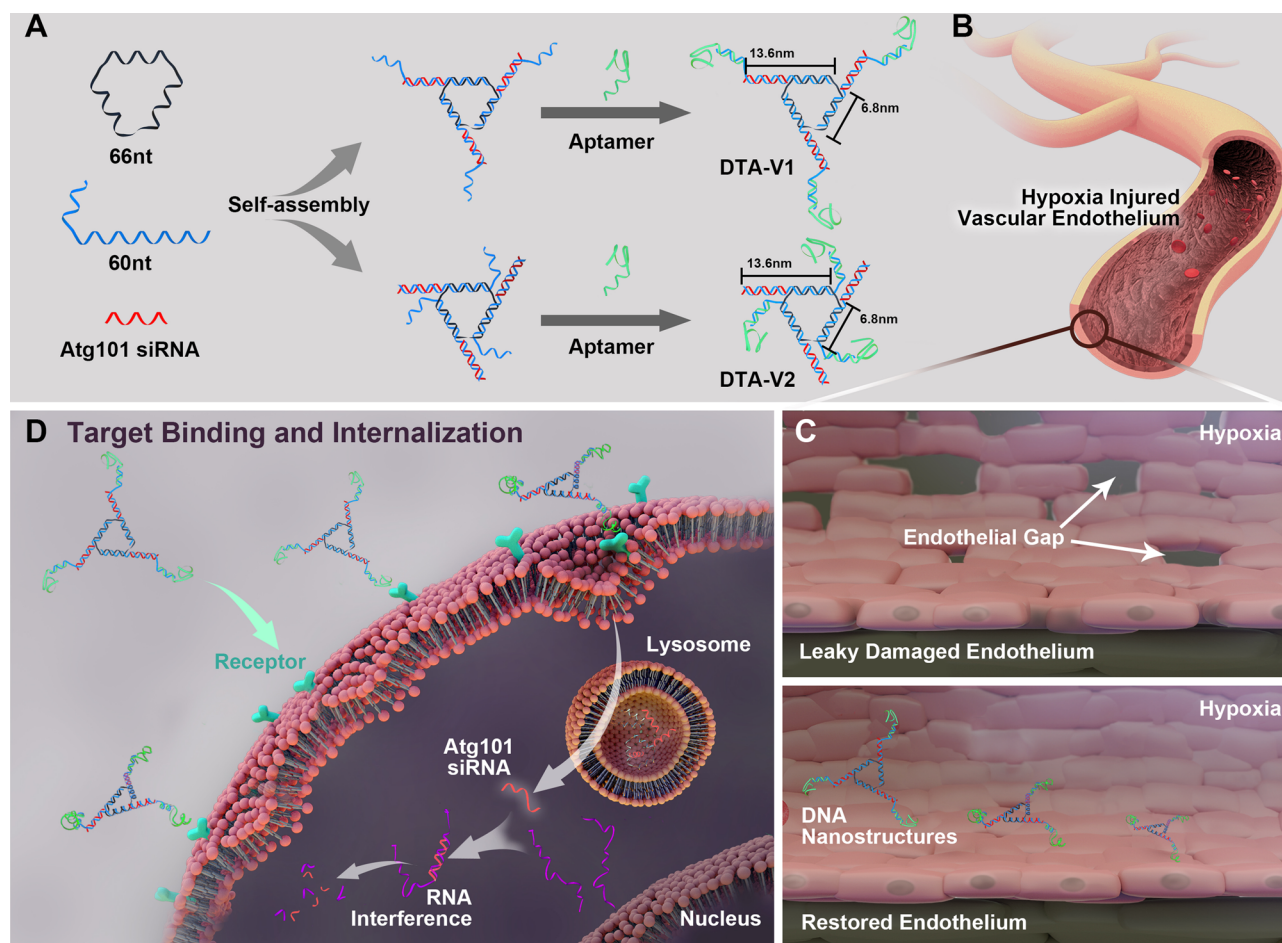 A
66nt
60nt
Atg101 siRNA
Self-assembly
Aptamer
13.6nm
6.8nm
DTA-V1
Aptamer
13.6nm
6.8nm
DTA-V2
B
Hypoxia Injured
Vascular Endothelium
D Target Binding and Internalization
Receptor
Lysosome
Atg101
siRNA
RNA
Interference
Nucleus
C
Hypoxia
Endothelial Gap
Leaky Damaged Endothelium
Hypoxia
DNA
Nanostructures
Restored Endothelium